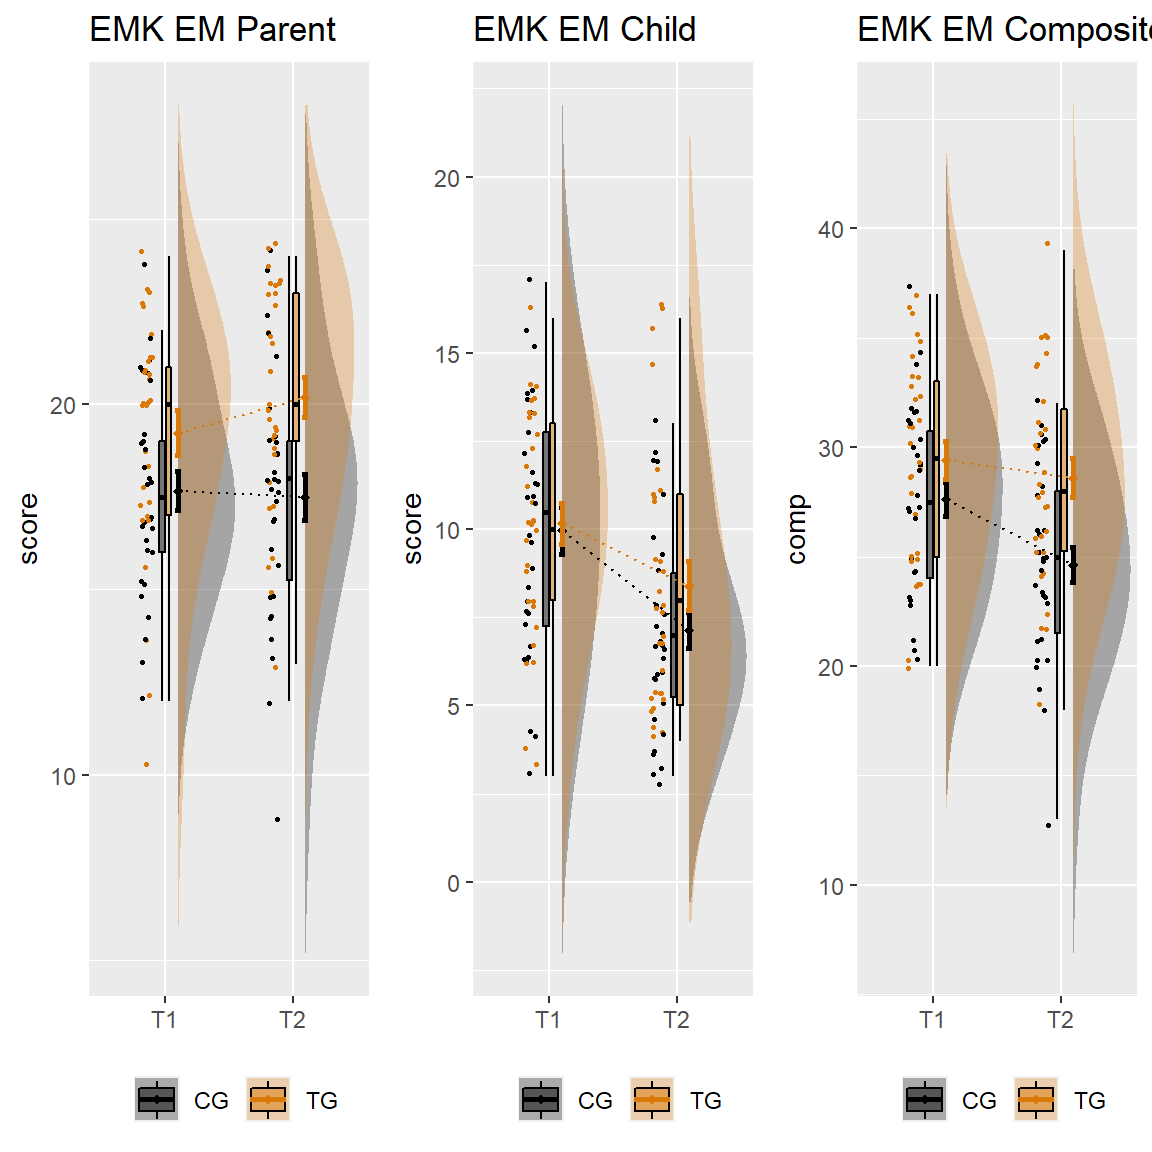 EMK EM Parent
score
20
10
T1 T2
CG TG
EMK EM Child
score
20
15
10
5
0
T1 T2
CG TG
EMK EM Composite
comp
40
30
20
10
T1 T2
CG TG